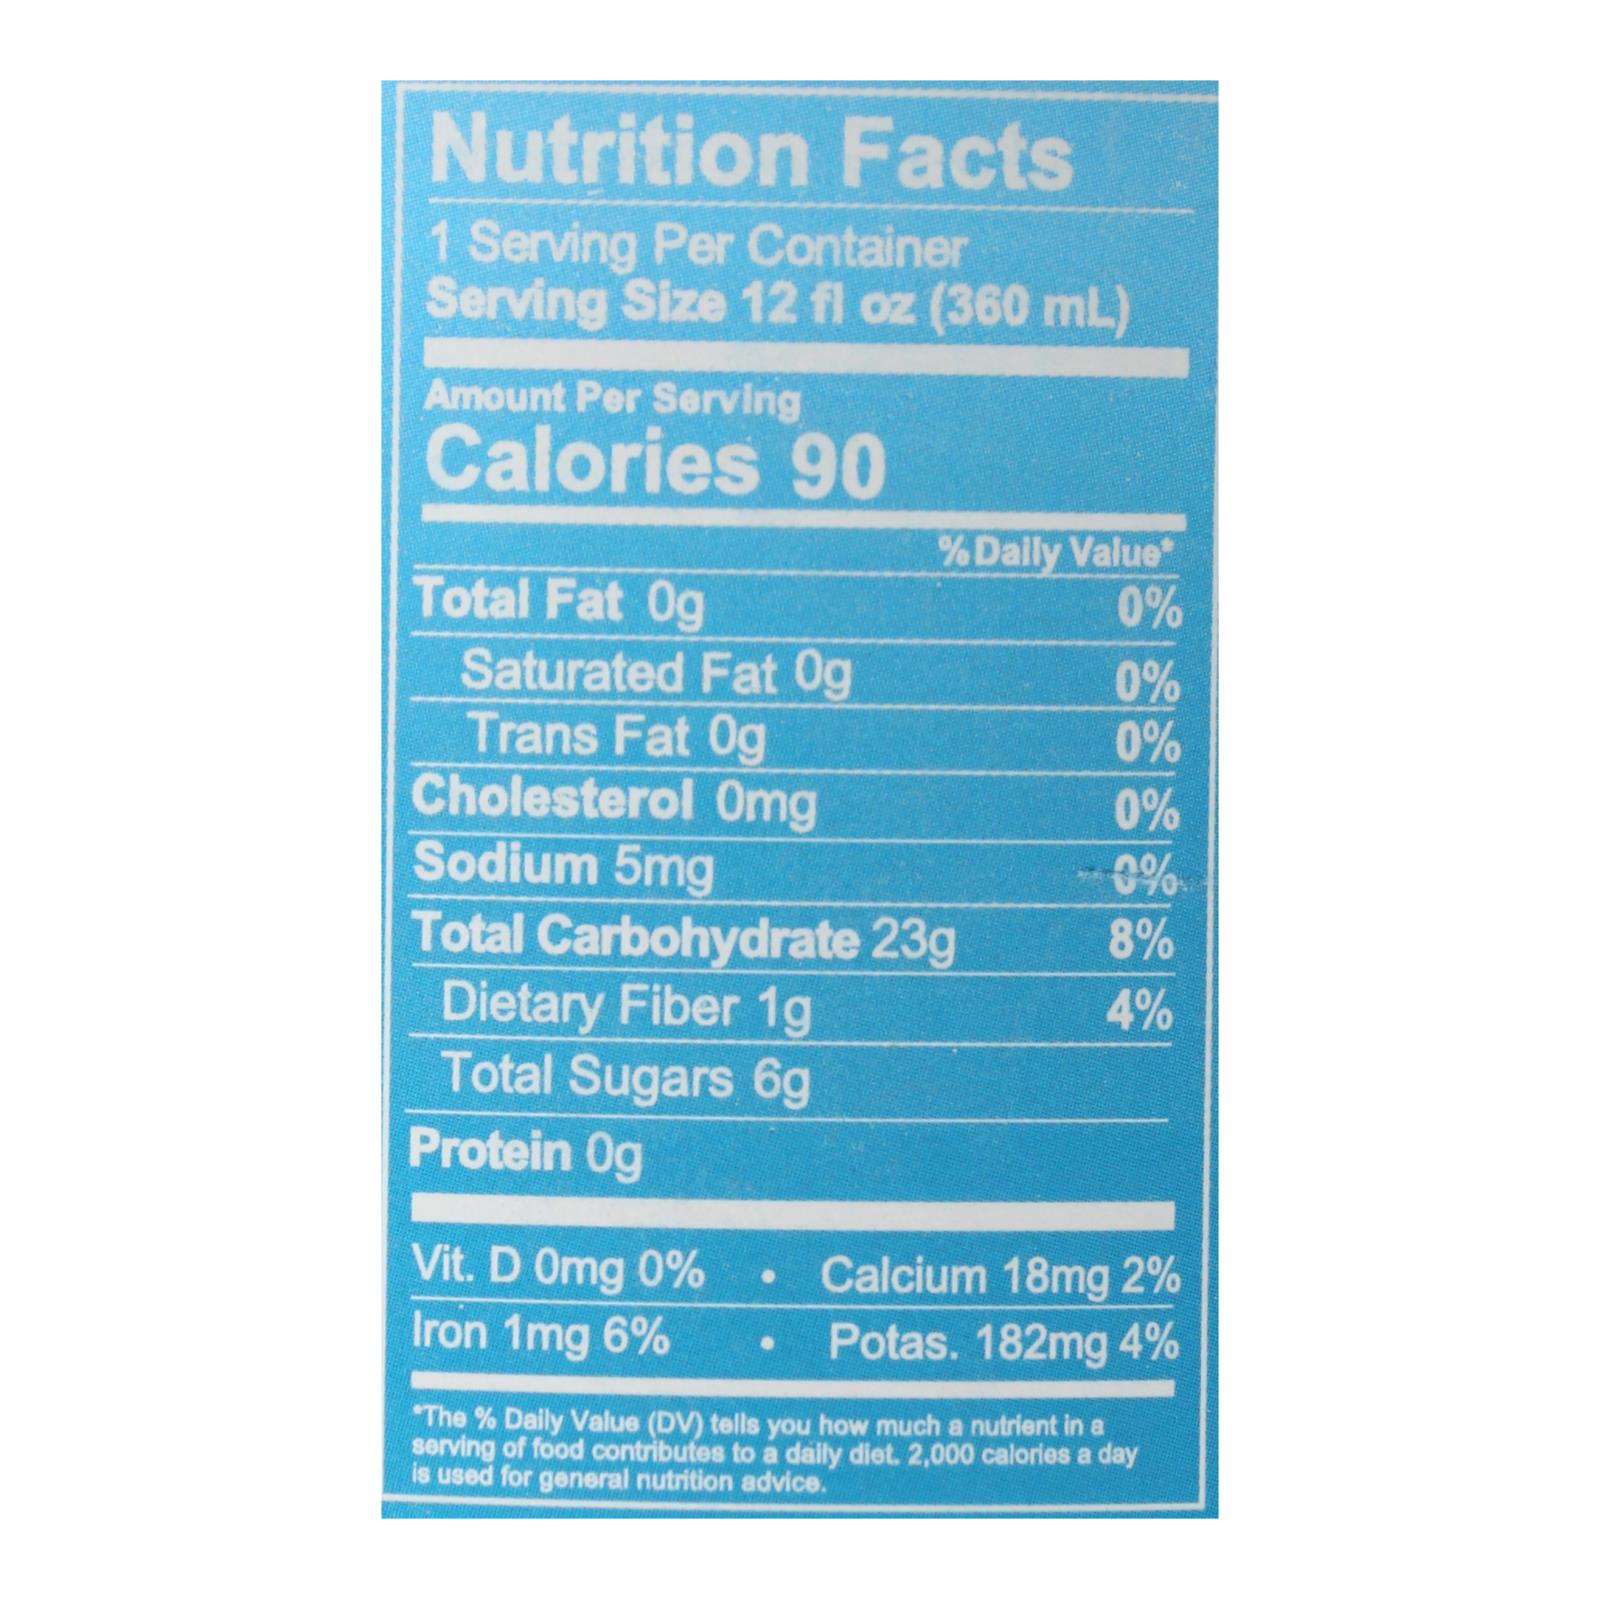 Nutrition Facts
1 Serving Per Container
Serving Size 12 fl oz (360 mL)
Amount Per Serving
Calories 90
% Daily Value*
Total Fat 0g 0%
Saturated Fat 0g 0%
Trans Fat 0g 0%
Cholesterol 0mg 0%
Sodium 5mg 0%
Total Carbohydrate 23g 8%
Dietary Fiber 1g 4%
Total Sugars 6g
Protein 0g
Vit. D 0mg 0% • Calcium 18mg 2%
Iron 1mg 6% • Potas. 182mg 4%
*The % Daily Value (DV) tells you how much a nutrient in a
serving of food contributes to a daily diet. 2,000 calories a day
is used for general nutrition advice.